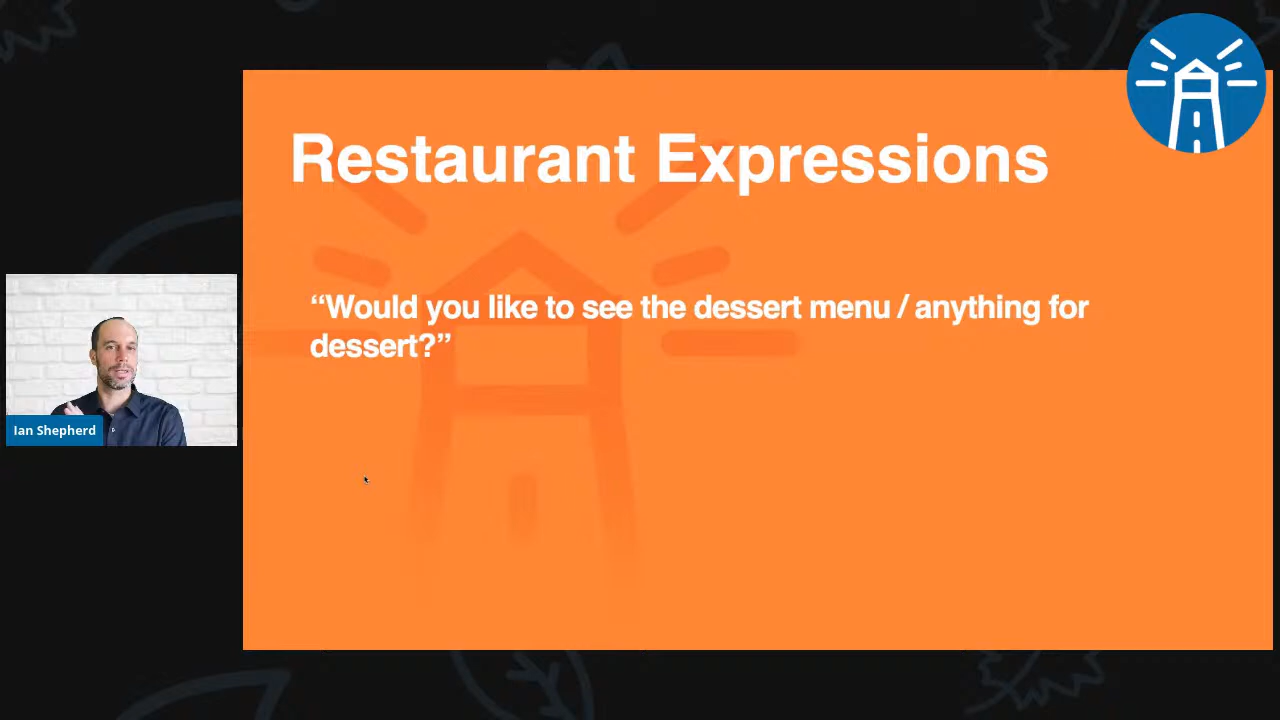 Restaurant Expressions
“Would you like to see the dessert menu / anything for
dessert?”
Ian Shepherd